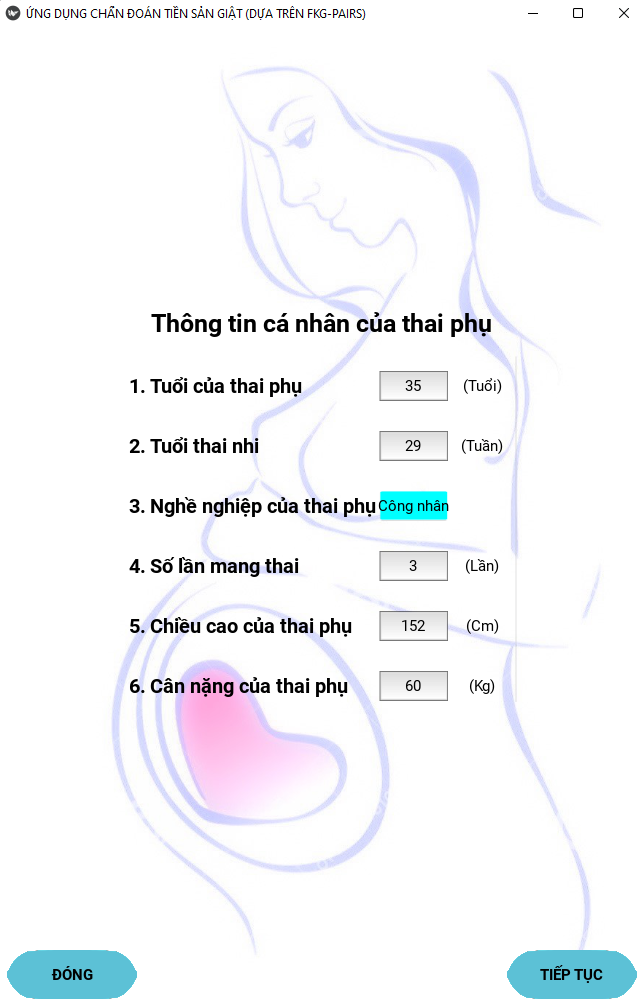 ỨNG DỤNG CHẨN ĐOÁN TIỀN SẢN GIẬT (DỰA TRÊN FKG-PAIRS)
Thông tin cá nhân của thai phụ
1. Tuổi của thai phụ 35 (Tuổi)
2. Tuổi thai nhi 29 (Tuần)
3. Nghề nghiệp của thai phụ Công nhân
4. Số lần mang thai 3 (Lần)
5. Chiều cao của thai phụ 152 (Cm)
6. Cân nặng của thai phụ 60 (Kg)
ĐÓNG TIẾP TỤC